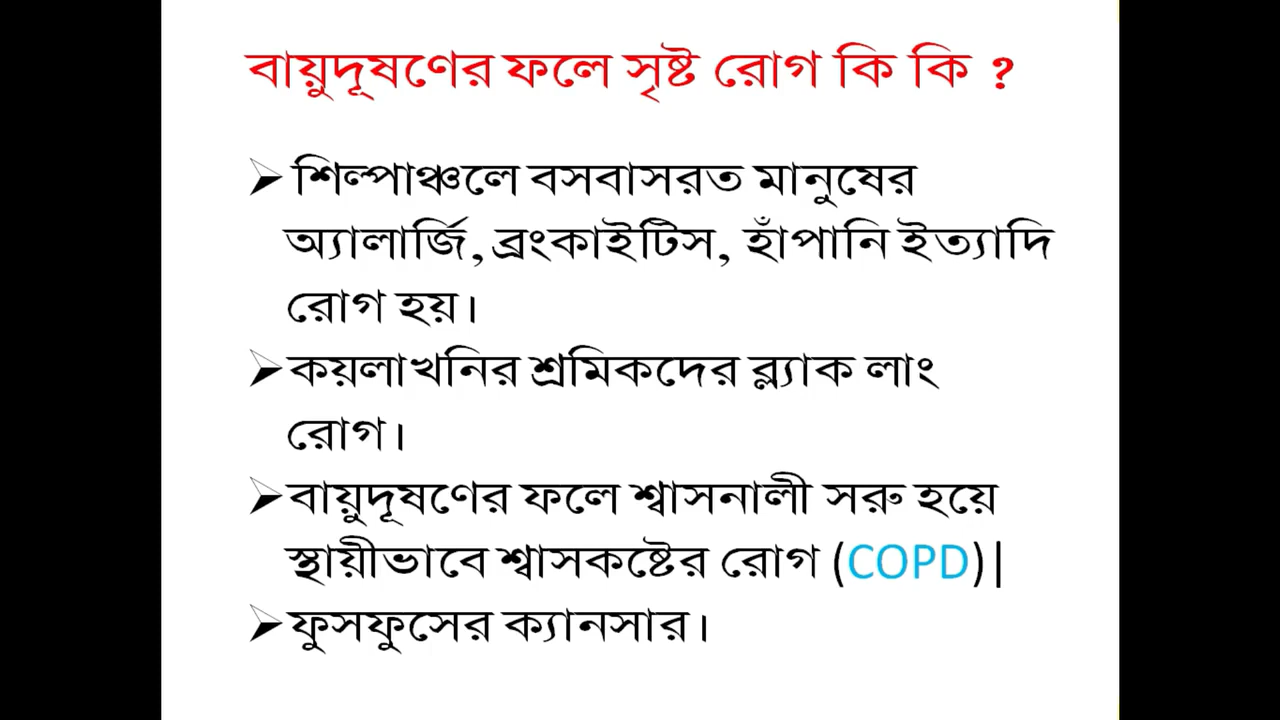 বায়ুদূষণের ফলে সৃষ্ট রোগ কি কি ?
➢শিল্পাঞ্চলে বসবাসরত মানুষের
অ্যালার্জি, ব্রংকাইটিস, হাঁপানি ইত্যাদি
রোগ হয়।
➢কয়লাখনির শ্রমিকদের ব্ল্যাক লাং
রোগ।
➢বায়ুদূষণের ফলে শ্বাসনালী সরু হয়ে
স্থায়ীভাবে শ্বাসকষ্টের রোগ (COPD)|
➢ফুসফুসের ক্যানসার।